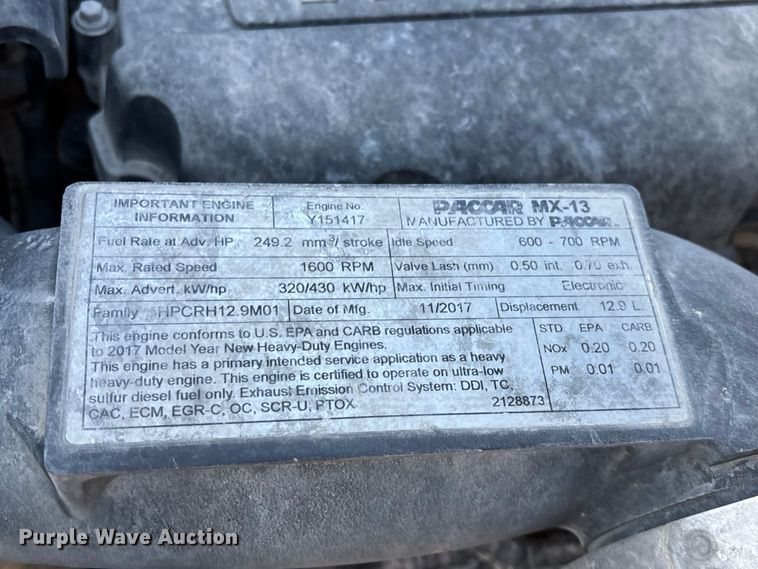 IMPORTANT ENGINE INFORMATION
Engine No. Y151417
PACCAR MX-13
MANUFACTURED BY PACCAR
Fuel Rate at Adv. HP 249.2 mm³/ stroke
Idle Speed 600 - 700 RPM
Max. Rated Speed 1600 RPM
Valve Lash (mm) 0.50 int. 0.70 exh.
Max. Advert. kW/hp 320/430 kW/hp
Max. Initial Timing Electronic
Family HPCRH12.9M01
Date of Mfg. 11/2017
Displacement 12.9 L.
This engine conforms to U.S. EPA and CARB regulations applicable
to 2017 Model Year New Heavy-Duty Engines.
This engine has a primary intended service application as a heavy
heavy-duty engine. This engine is certified to operate on ultra-low
sulfur diesel fuel only. Exhaust Emission Control System: DDI, TC,
CAC, ECM, EGR-C, OC, SCR-U, PTOX
2128873
STD EPA CARB
NOx 0.20 0.20
PM 0.01 0.01
Purple Wave Auction